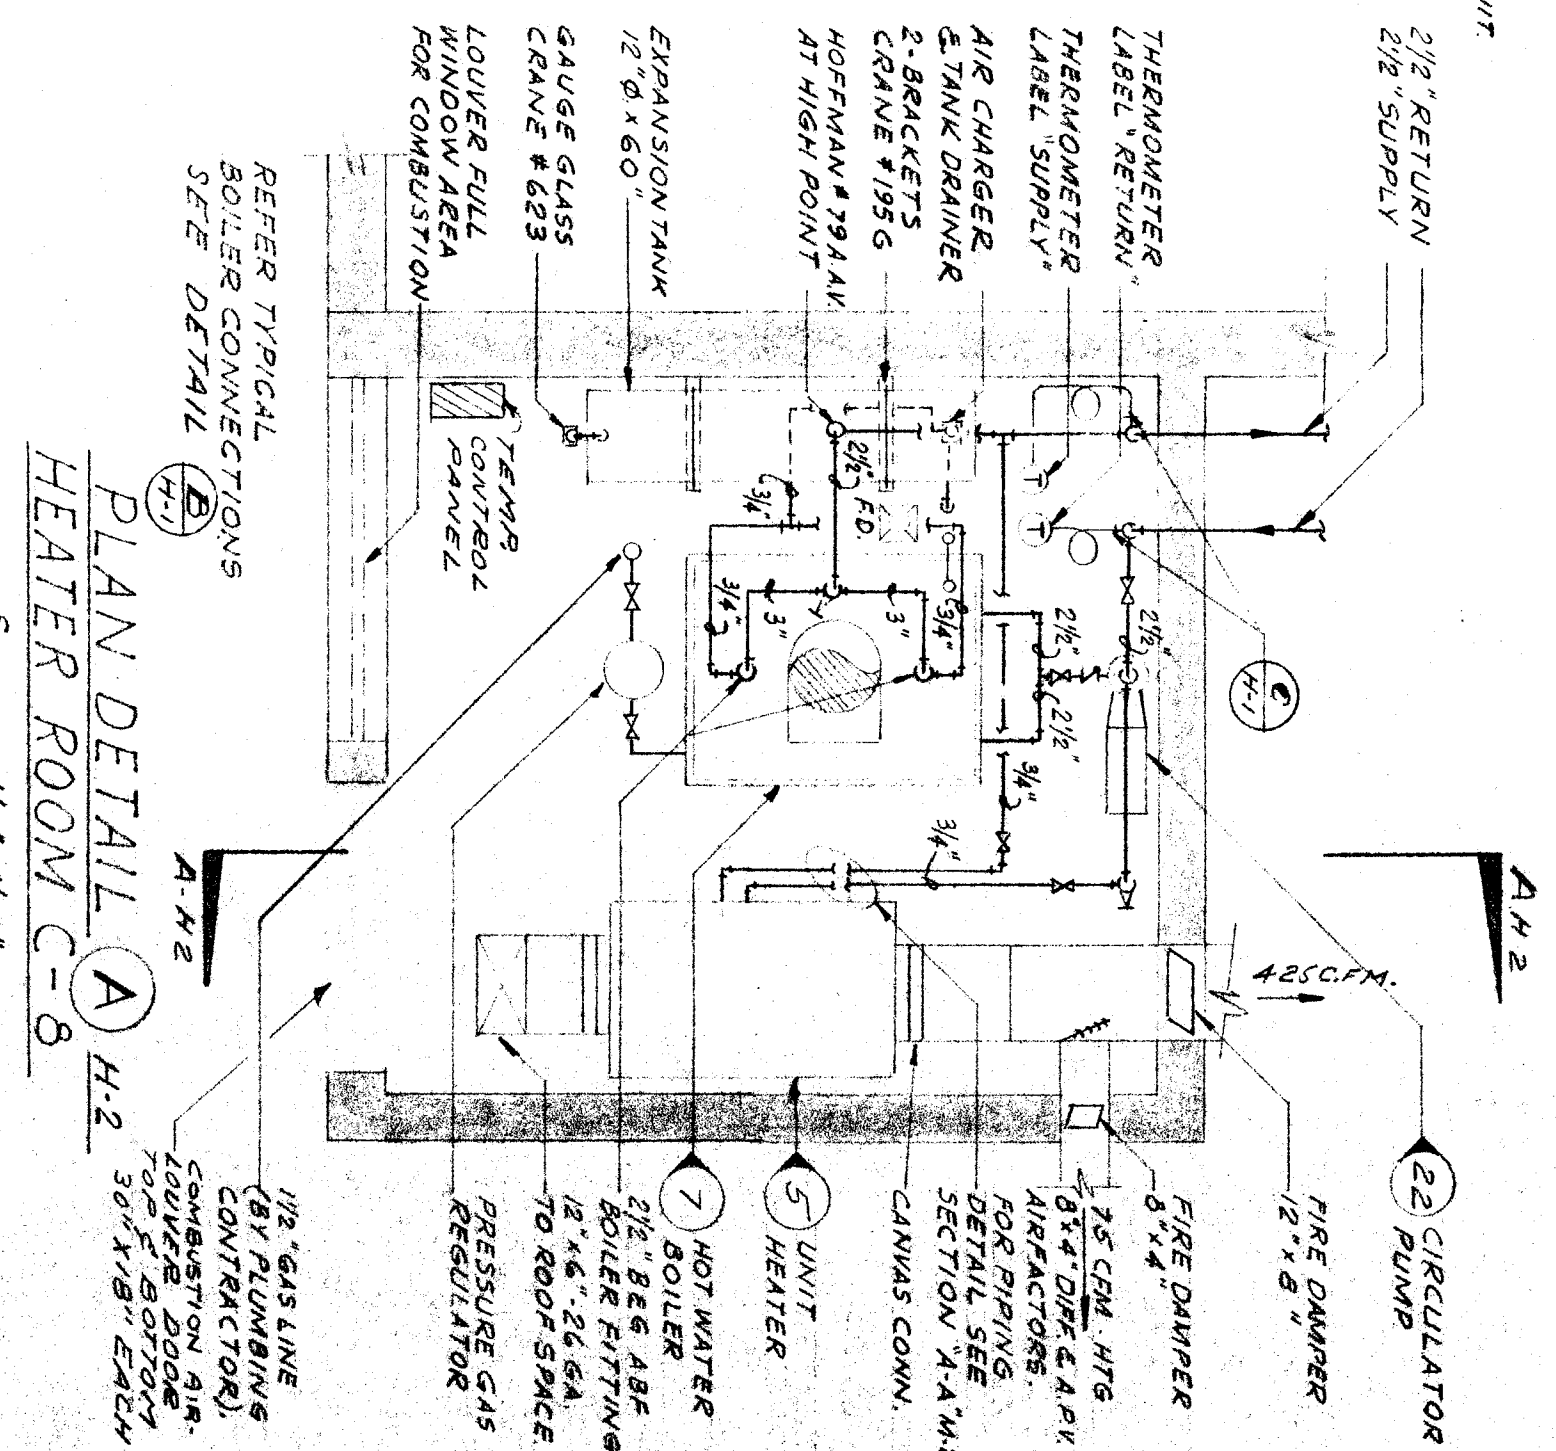 2½" RETURN
2½" SUPPLY
THERMOMETER
LABEL "RETURN"
THERMOMETER
LABEL "SUPPLY"
AIR CHARGER
& TANK DRAINER
2-BRACKETS
CRANE #195G
HOFFMAN #79 A.A.V.
AT HIGH POINT
EXPANSION TANK
12"Ø x 60"
GAUGE GLASS
CRANE #623
LOUVER FULL
WINDOW AREA
FOR COMBUSTION
REFER TYPICAL
BOILER CONNECTIONS
SEE DETAIL
B
H-1
TEMP.
CONTROL
PANEL
¾"
2½"
F.D.
¾"
3"
3"
¾"
2½"
2½"
2½"
¾"
¾"
C
H-1
A H2
A-H2
425 C.F.M.
22
CIRCULATOR
PUMP
FIRE DAMPER
12" x 8"
FIRE DAMPER
8" x 4"
75 CFM. HTG
8"x4" DIFF. & A.P.V.
AIRFACTORS.
FOR PIPING
DETAIL SEE
SECTION "A-A" M-
CANVAS CONN.
5
UNIT
HEATER
7
HOT WATER
BOILER
2½" B&G ABF
BOILER FITTING
12" x 6" - 26 GA.
TO ROOF SPACE
PRESSURE GAS
REGULATOR
1½" GAS LINE
(BY PLUMBING
CONTRACTOR).
COMBUSTION AIR-
LOUVER DOOR
TOP & BOTTOM
30" X 18" EACH
PLAN DETAIL A H-2
HEATER ROOM C-8